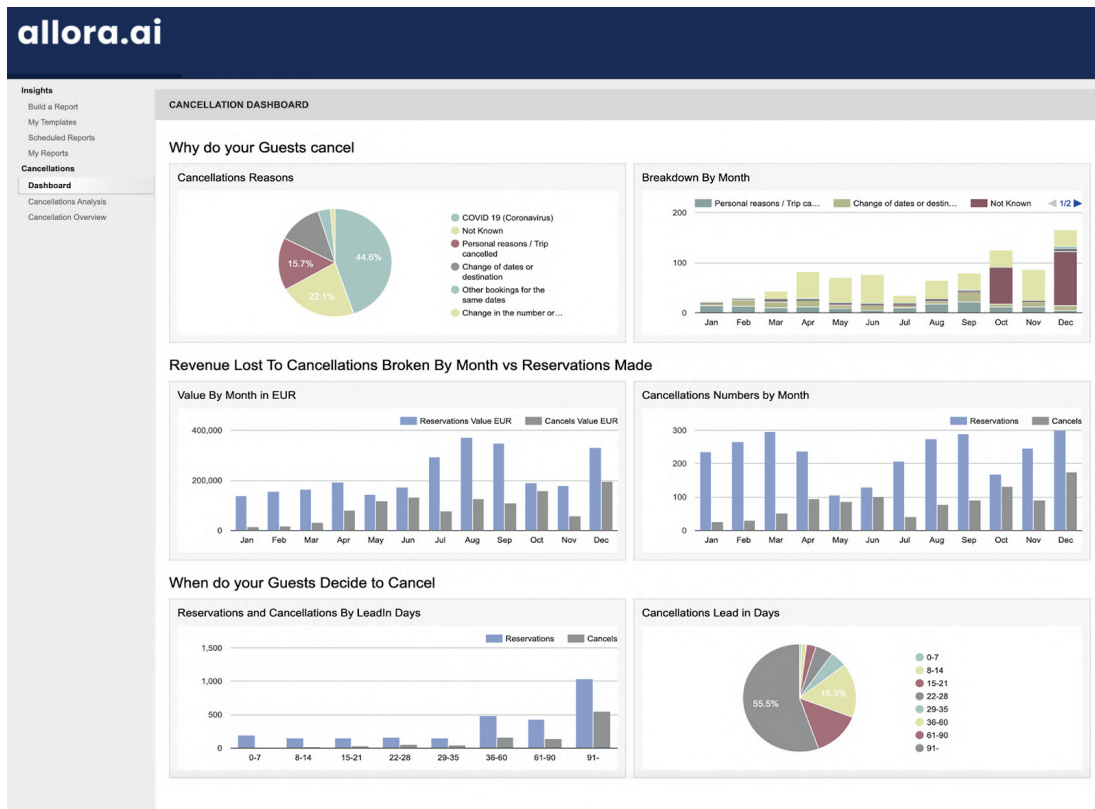 allora.ai
Insights
Build a Report
My Templates
Scheduled Reports
My Reports
Cancellations
Dashboard
Cancellations Analysis
Cancellation Overview
CANCELLATION DASHBOARD
Why do your Guests cancel
Cancellations Reasons
44.6%
15.7%
22.1%
COVID 19 (Coronavirus)
Not Known
Personal reasons / Trip
cancelled
Change of dates or
destination
Other bookings for the
same dates
Change in the number or…
Breakdown By Month
Personal reasons / Trip ca… Change of dates or destin… Not Known 1/2
200
100
0
Jan Feb Mar Apr May Jun Jul Aug Sep Oct Nov Dec
Revenue Lost To Cancellations Broken By Month vs Reservations Made
Value By Month in EUR
Reservations Value EUR Cancels Value EUR
400,000
200,000
0
Jan Feb Mar Apr May Jun Jul Aug Sep Oct Nov Dec
Cancellations Numbers by Month
Reservations Cancels
300
200
100
0
Jan Feb Mar Apr May Jun Jul Aug Sep Oct Nov Dec
When do your Guests Decide to Cancel
Reservations and Cancellations By LeadIn Days
Reservations Cancels
1,500
1,000
500
0
0-7 8-14 15-21 22-28 29-35 36-60 61-90 91-
Cancellations Lead in Days
55.5%
16.3%
0-7
8-14
15-21
22-28
29-35
36-60
61-90
91-